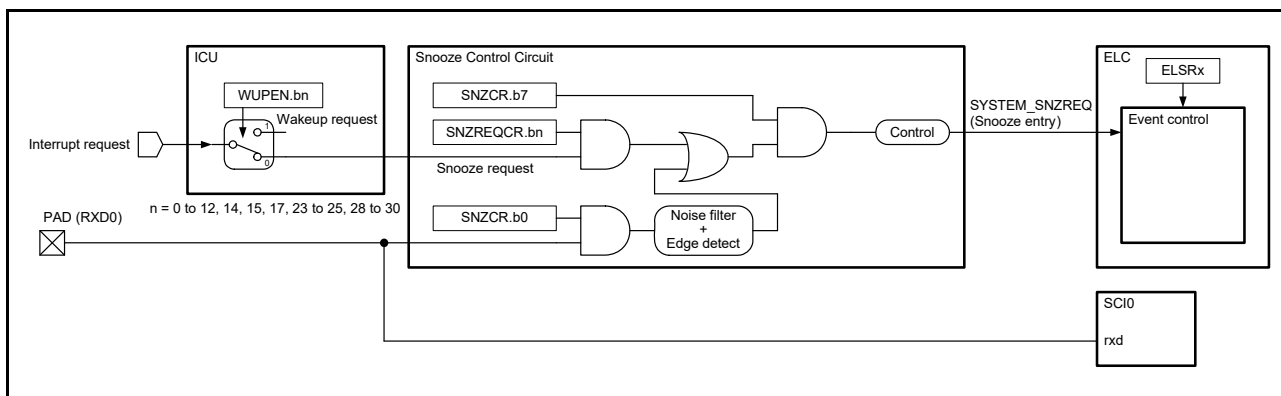 ICU
WUPEN.bn
1
Wakeup request
0
Interrupt request
n = 0 to 12, 14, 15, 17, 23 to 25, 28 to 30
PAD (RXD0)
Snooze Control Circuit
SNZCR.b7
SNZREQCR.bn
Snooze request
SNZCR.b0
Noise filter
+
Edge detect
Control
SYSTEM_SNZREQ
(Snooze entry)
ELC
ELSRx
Event control
SCI0
rxd